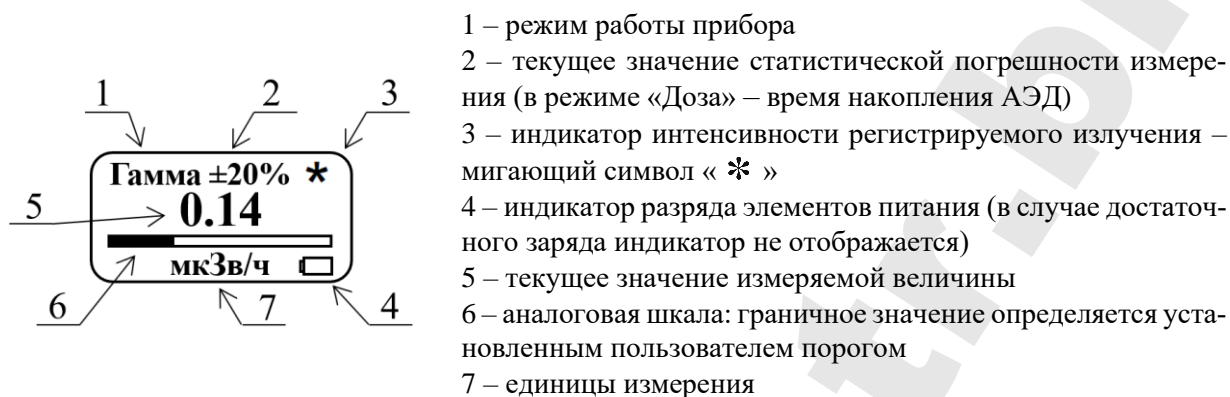 1 – режим работы прибора
2 – текущее значение статистической погрешности измере-
ния (в режиме «Доза» – время накопления АЭД)
3 – индикатор интенсивности регистрируемого излучения –
мигающий символ « * »
4 – индикатор разряда элементов питания (в случае достаточ-
ного заряда индикатор не отображается)
5 – текущее значение измеряемой величины
6 – аналоговая шкала: граничное значение определяется уста-
новленным пользователем порогом
7 – единицы измерения
1 2 3
Гамма ±20% *
5 0.14
мкЗв/ч
6 7 4